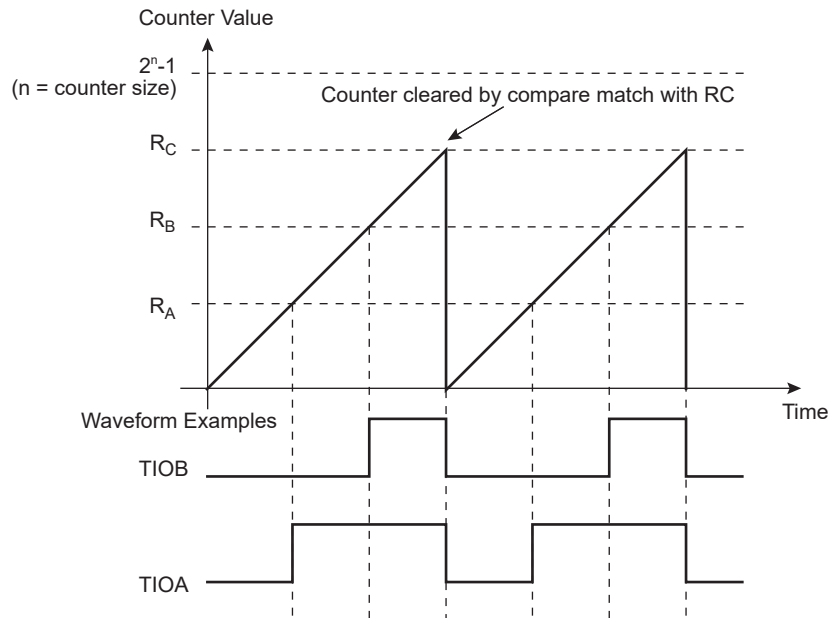 Counter Value
2ⁿ-1
(n = counter size)
Counter cleared by compare match with RC
R_C
R_B
R_A
Time
Waveform Examples
TIOB
TIOA